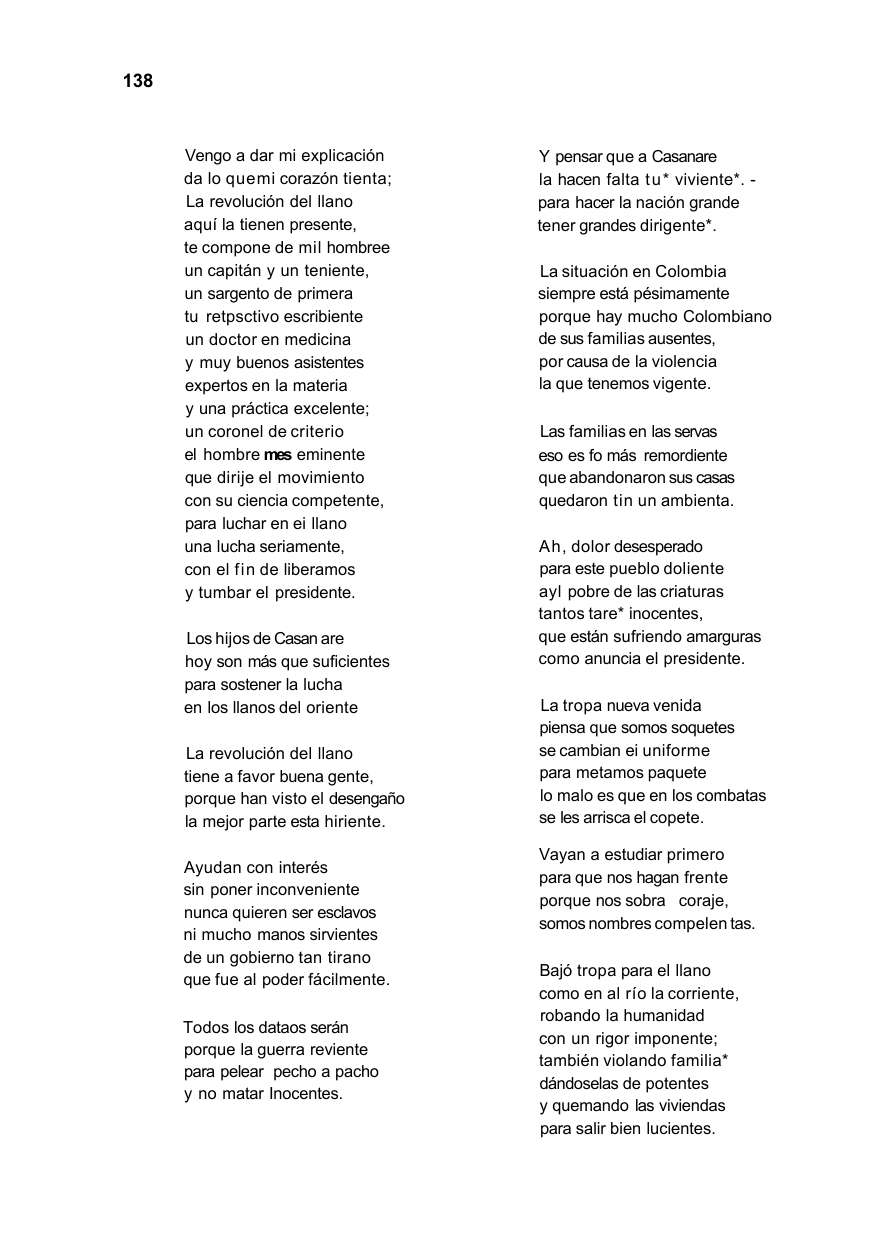 138
Vengo a dar mi explicación
da lo quemi corazón tienta;
La revolución del llano
aquí la tienen presente,
te compone de mil hombree
un capitán y un teniente,
un sargento de primera
tu retpsctivo escribiente
un doctor en medicina
y muy buenos asistentes
expertos en la materia
y una práctica excelente;
un coronel de criterio
el hombre mes eminente
que dirije el movimiento
con su ciencia competente,
para luchar en ei llano
una lucha seriamente,
con el fin de liberamos
y tumbar el presidente.
Los hijos de Casan are
hoy son más que suficientes
para sostener la lucha
en los llanos del oriente
La revolución del llano
tiene a favor buena gente,
porque han visto el desengaño
la mejor parte esta hiriente.
Ayudan con interés
sin poner inconveniente
nunca quieren ser esclavos
ni mucho manos sirvientes
de un gobierno tan tirano
que fue al poder fácilmente.
Todos los dataos serán
porque la guerra reviente
para pelear pecho a pacho
y no matar Inocentes.
Y pensar que a Casanare
la hacen falta tu* viviente*. -
para hacer la nación grande
tener grandes dirigente*.
La situación en Colombia
siempre está pésimamente
porque hay mucho Colombiano
de sus familias ausentes,
por causa de la violencia
la que tenemos vigente.
Las familias en las servas
eso es fo más remordiente
que abandonaron sus casas
quedaron tin un ambienta.
Ah, dolor desesperado
para este pueblo doliente
ayl pobre de las criaturas
tantos tare* inocentes,
que están sufriendo amarguras
como anuncia el presidente.
La tropa nueva venida
piensa que somos soquetes
se cambian ei uniforme
para metamos paquete
lo malo es que en los combatas
se les arrisca el copete.
Vayan a estudiar primero
para que nos hagan frente
porque nos sobra coraje,
somos nombres compelen tas.
Bajó tropa para el llano
como en al río la corriente,
robando la humanidad
con un rigor imponente;
también violando familia*
dándoselas de potentes
y quemando las viviendas
para salir bien lucientes.